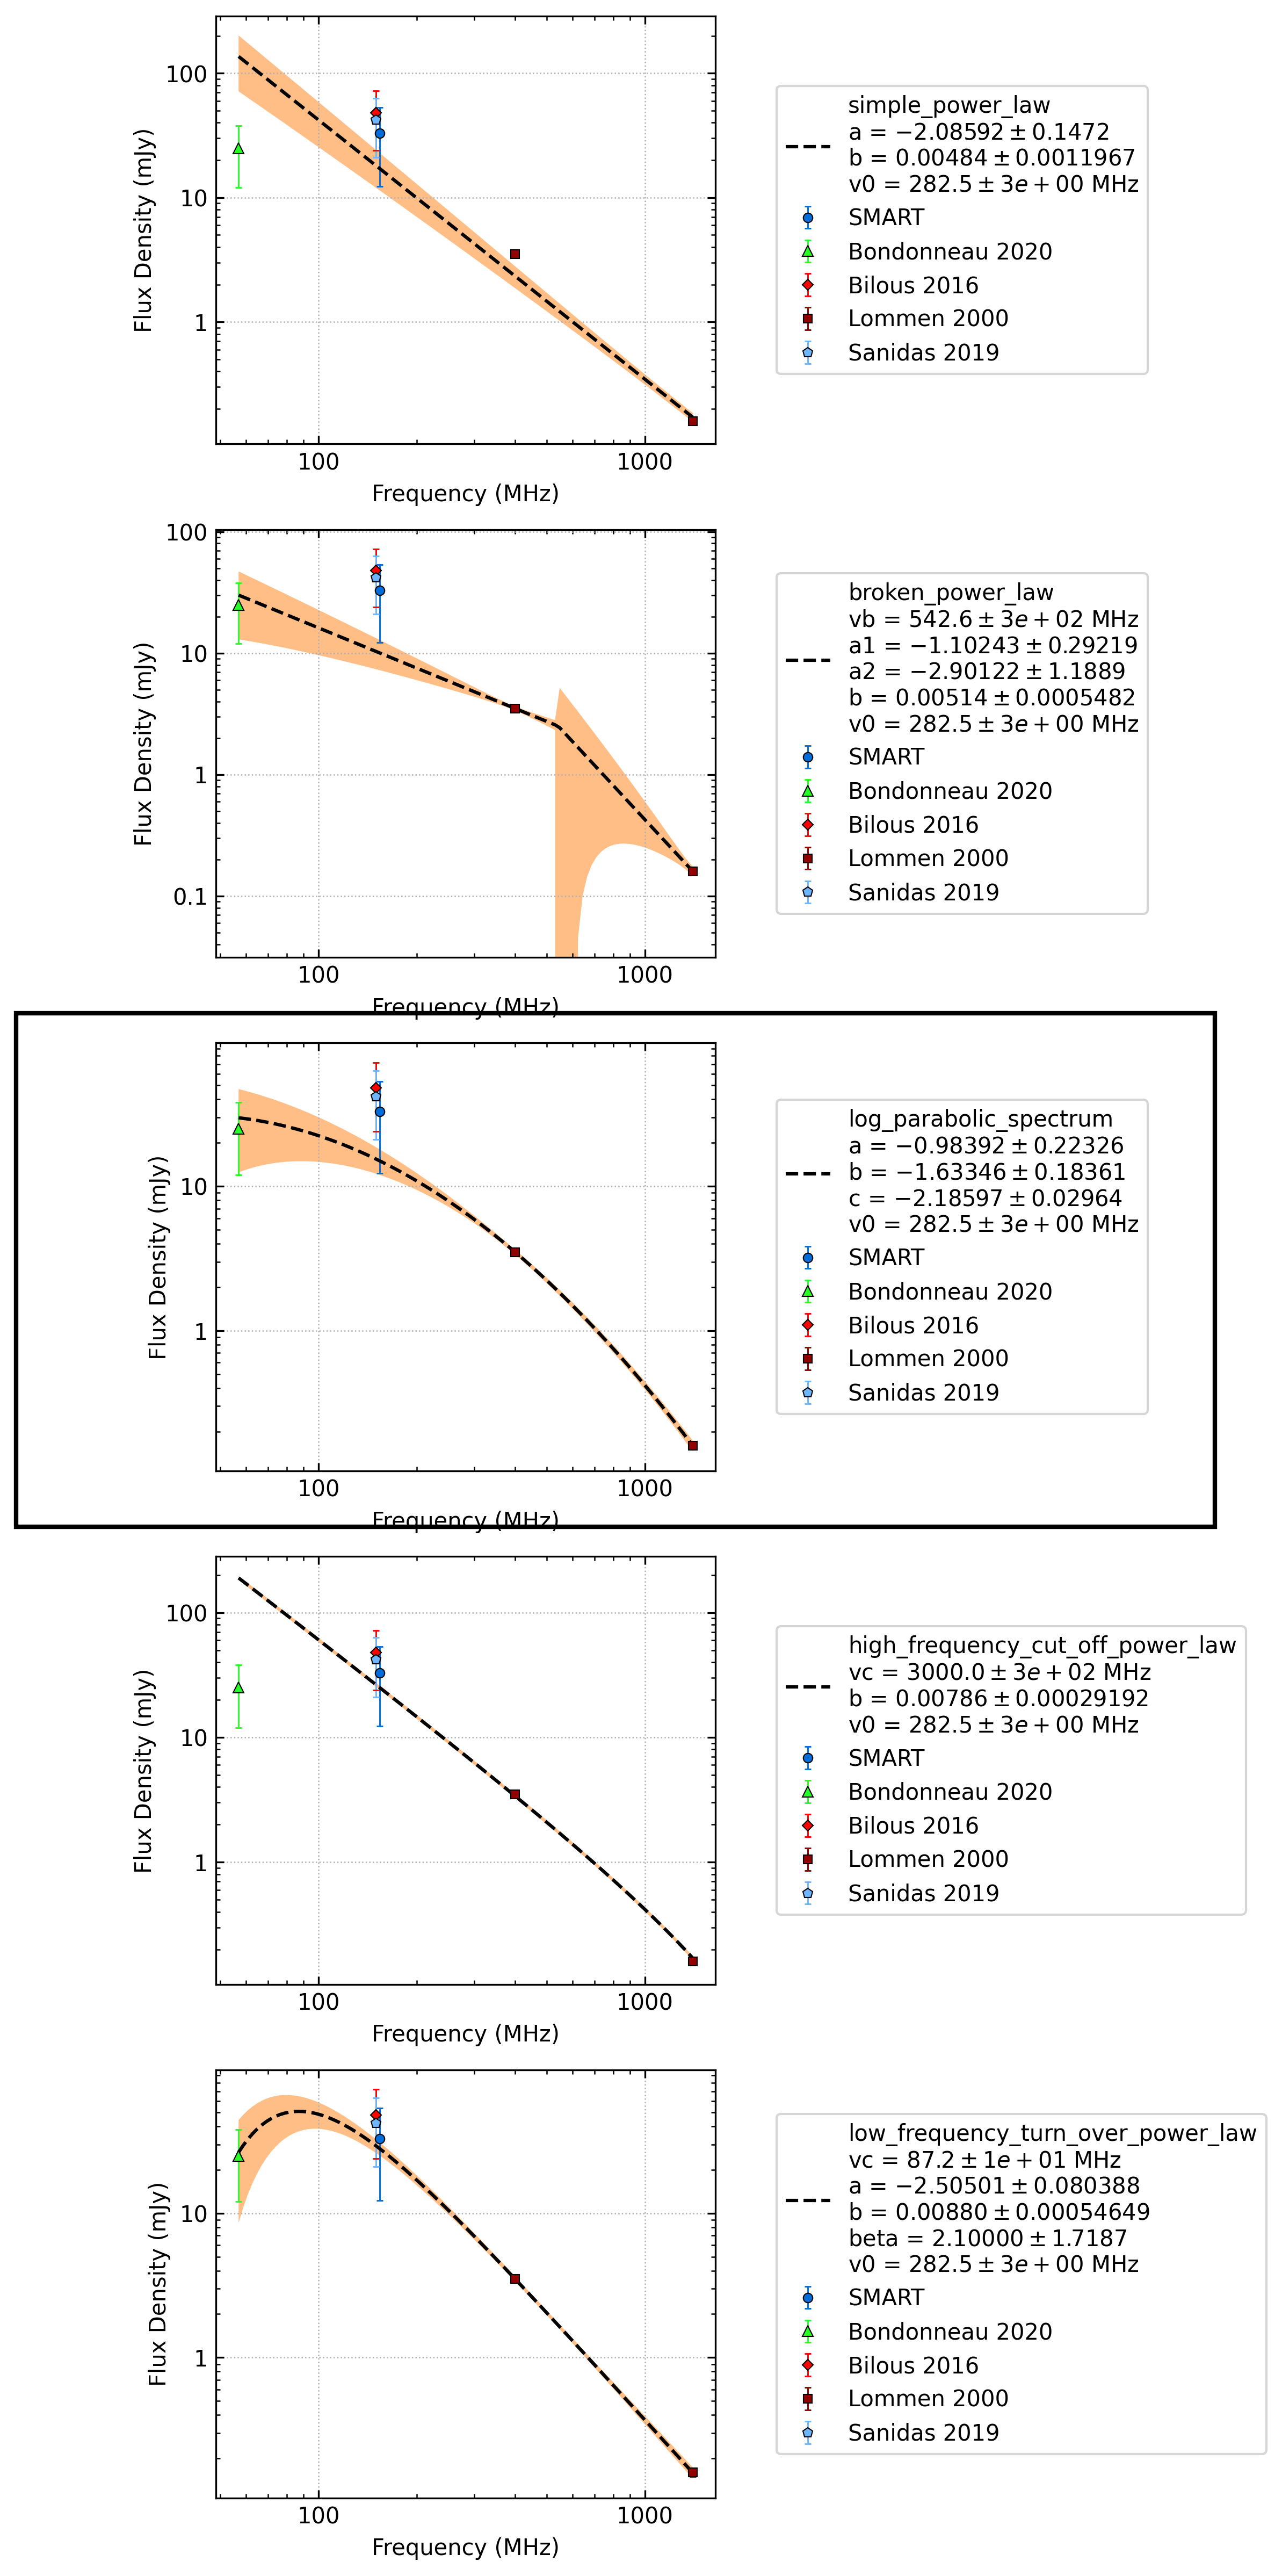 100
10
1
Flux Density (mJy)
100
1000
Frequency (MHz)
simple_power_law
a = −2.08592 ± 0.1472
b = 0.00484 ± 0.0011967
v0 = 282.5 ± 3e + 00 MHz
SMART
Bondonneau 2020
Bilous 2016
Lommen 2000
Sanidas 2019
100
10
1
0.1
Flux Density (mJy)
100
1000
Frequency (MHz)
broken_power_law
vb = 542.6 ± 3e + 02 MHz
a1 = −1.10243 ± 0.29219
a2 = −2.90122 ± 1.1889
b = 0.00514 ± 0.0005482
v0 = 282.5 ± 3e + 00 MHz
SMART
Bondonneau 2020
Bilous 2016
Lommen 2000
Sanidas 2019
10
1
Flux Density (mJy)
100
1000
Frequency (MHz)
log_parabolic_spectrum
a = −0.98392 ± 0.22326
b = −1.63346 ± 0.18361
c = −2.18597 ± 0.02964
v0 = 282.5 ± 3e + 00 MHz
SMART
Bondonneau 2020
Bilous 2016
Lommen 2000
Sanidas 2019
100
10
1
Flux Density (mJy)
100
1000
Frequency (MHz)
high_frequency_cut_off_power_law
vc = 3000.0 ± 3e + 02 MHz
b = 0.00786 ± 0.00029192
v0 = 282.5 ± 3e + 00 MHz
SMART
Bondonneau 2020
Bilous 2016
Lommen 2000
Sanidas 2019
10
1
Flux Density (mJy)
100
1000
Frequency (MHz)
low_frequency_turn_over_power_law
vc = 87.2 ± 1e + 01 MHz
a = −2.50501 ± 0.080388
b = 0.00880 ± 0.00054649
beta = 2.10000 ± 1.7187
v0 = 282.5 ± 3e + 00 MHz
SMART
Bondonneau 2020
Bilous 2016
Lommen 2000
Sanidas 2019